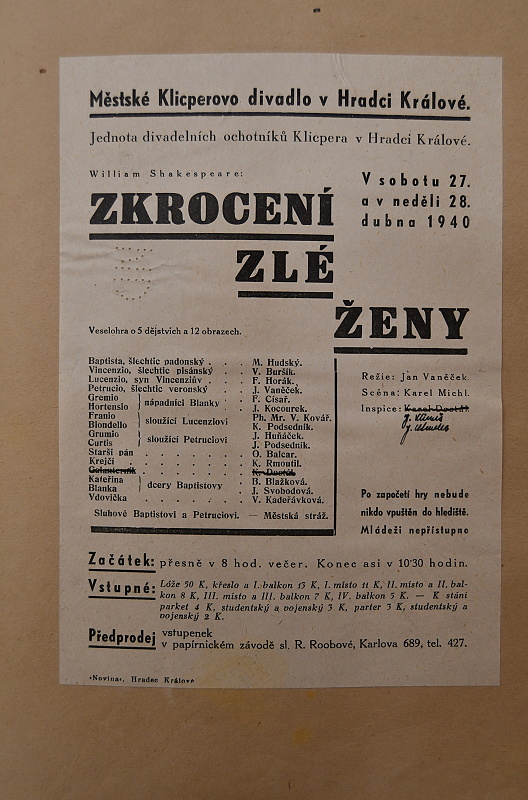 Městské Klicperovo divadlo v Hradci Králové.
Jednota divadelních ochotníků Klicpera v Hradci Králové.
William Shakespeare:
V sobotu 27.
a v neděli 28.
dubna 1940
ZKROCENÍ
ZLÉ
ŽENY
Veselohra o 5 dějstvích a 12 obrazech.
Baptista, šlechtic padonský . . . M. Hudský.
Vincenzio, šlechtic pisánský . . V. Buršík.
Lucenzio, syn Vincenziův . . . F. Horák.
Petrucio, šlechtic veronský . . J. Vaněček.
Gremio } nápadníci Blanky . . . F. Císař.
Hortensio } J. Kocourek.
Franio } sloužící Lucenziovi Ph. Mr. V. Kovář.
Biondello } K. Podsedník.
Grumio } sloužící Petruciovi J. Huňáček.
Curtis } J. Podsedník.
Starší pán . . . . . . . O. Balcar.
Krejčí . . . . . . . K. Rmoutil.
Galanterník . . . . . . . K. Dostál.
Kateřina } dcery Baptistovy . . B. Blažková.
Blanka } J. Svobodová.
Vdovička . . . . . . . V. Kadeřávková.
Sluhové Baptistovi a Petruciovi. — Městská stráž.
Režie: Jan Vaněček.
Scéna: Karel Michl.
Inspice: Karel Dostál
Po započetí hry nebude
nikdo vpuštěn do hlediště.
Mládeži nepřístupno
Začátek: přesně v 8 hod. večer. Konec asi v 10'30 hodin.
Vstupné: Lóže 50 K, křeslo a I. balkon 13 K, I. místo 11 K, II. místo a II. bal-
kon 8 K, III. místo a III. balkon 7 K, IV. balkon 5 K. — K stání
parket 4 K, studentský a vojenský 3 K, parter 3 K, studentský a
vojenský 2 K.
Předprodej vstupenek
v papírnickém závodě sl. R. Roobové, Karlova 689, tel. 427.
»Novina«, Hradec Králové